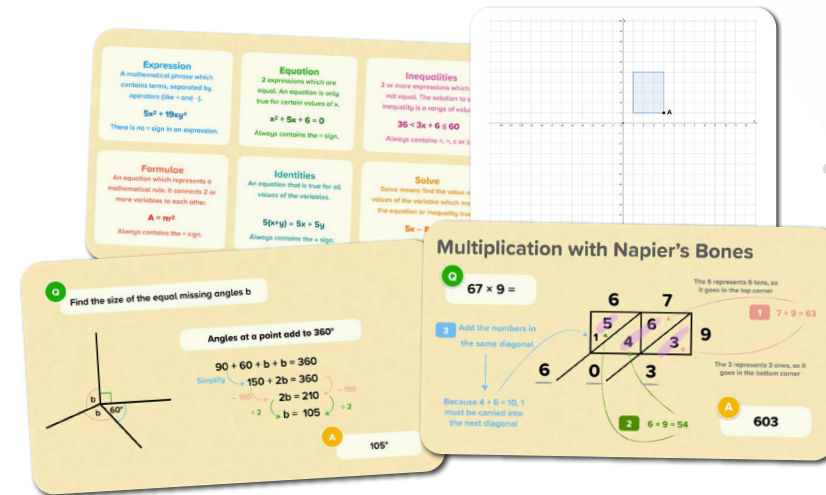 Expression
A mathematical phrase which
contains terms, separated by
operators (like + and -).
5x² + 19xy⁴
There is no = sign in an expression.
Equation
2 expressions which are
equal. An equation is only
true for certain values of x.
x² + 5x + 6 = 0
Always contains the = sign.
Inequalities
2 or more expressions which
not equal. The solution to
inequality is a range of
36 < 3x + 6 ≤ 60
Always contains <, >, ≤ or
Formulae
An equation which represents a
mathematical rule. It connects 2 or
more variables to each other.
A = πr²
Always contains the = sign.
Identities
An equation that is true for all
values of the variables.
5(x+y) = 5x + 5y
Always contains the = sign.
Solve
Solve means find the value
values of the variable which
the equation or inequality
5x –
A
Q
Find the size of the equal missing angles b
Angles at a point add to 360°
90 + 60 + b + b = 360
Simplify
150 + 2b = 360
– 150
– 150
2b = 210
÷ 2
÷ 2
b = 105
b
b
60°
A
105°
Multiplication with Napier's Bones
Q
67 × 9 =
6 7
5 6
9
1 4 3
6 0 3
The 6 represents 6 tens, so
it goes in the top corner
1 7 × 9 = 63
3 Add the numbers in
the same diagonal
The 3 represents 3 ones, so it
goes in the bottom corner
Because 4 + 6 = 10, 1
must be carried into
the next diagonal
2 6 × 9 = 54
A
603